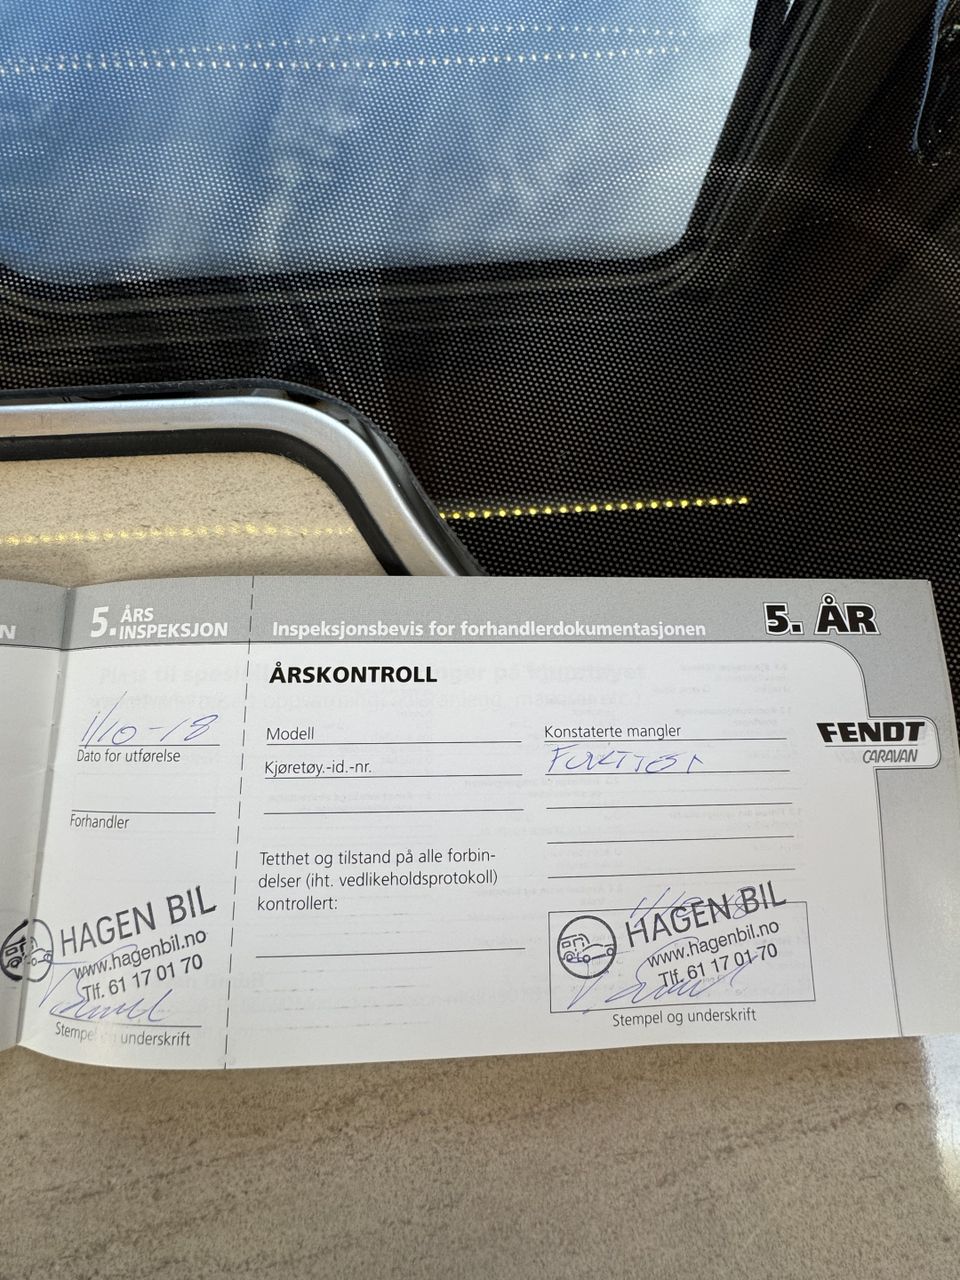 N
5. ÅRS
INSPEKSJON
1/10-18
Dato for utførelse
Forhandler
HAGEN BIL
www.hagenbil.no
Tlf. 61 17 01 70
Stempel og underskrift
Inspeksjonsbevis for forhandlerdokumentasjonen
5. ÅR
ÅRSKONTROLL
Modell
Kjøretøy.-id.-nr.
Tetthet og tilstand på alle forbin-
delser (iht. vedlikeholdsprotokoll)
kontrollert:
Konstaterte mangler
FENDT
CARAVAN
1/10-18
HAGEN BIL
www.hagenbil.no
Tlf. 61 17 01 70
Stempel og underskrift